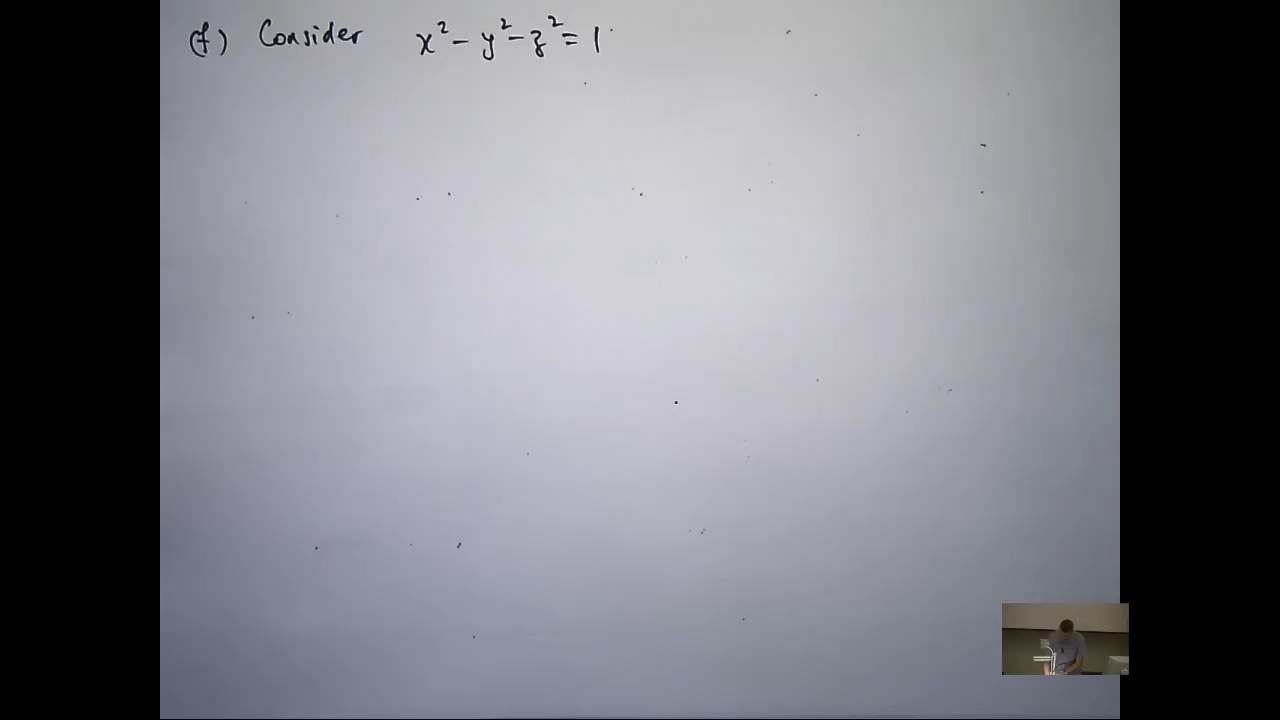 (f) Consider x² - y² - z² = 1